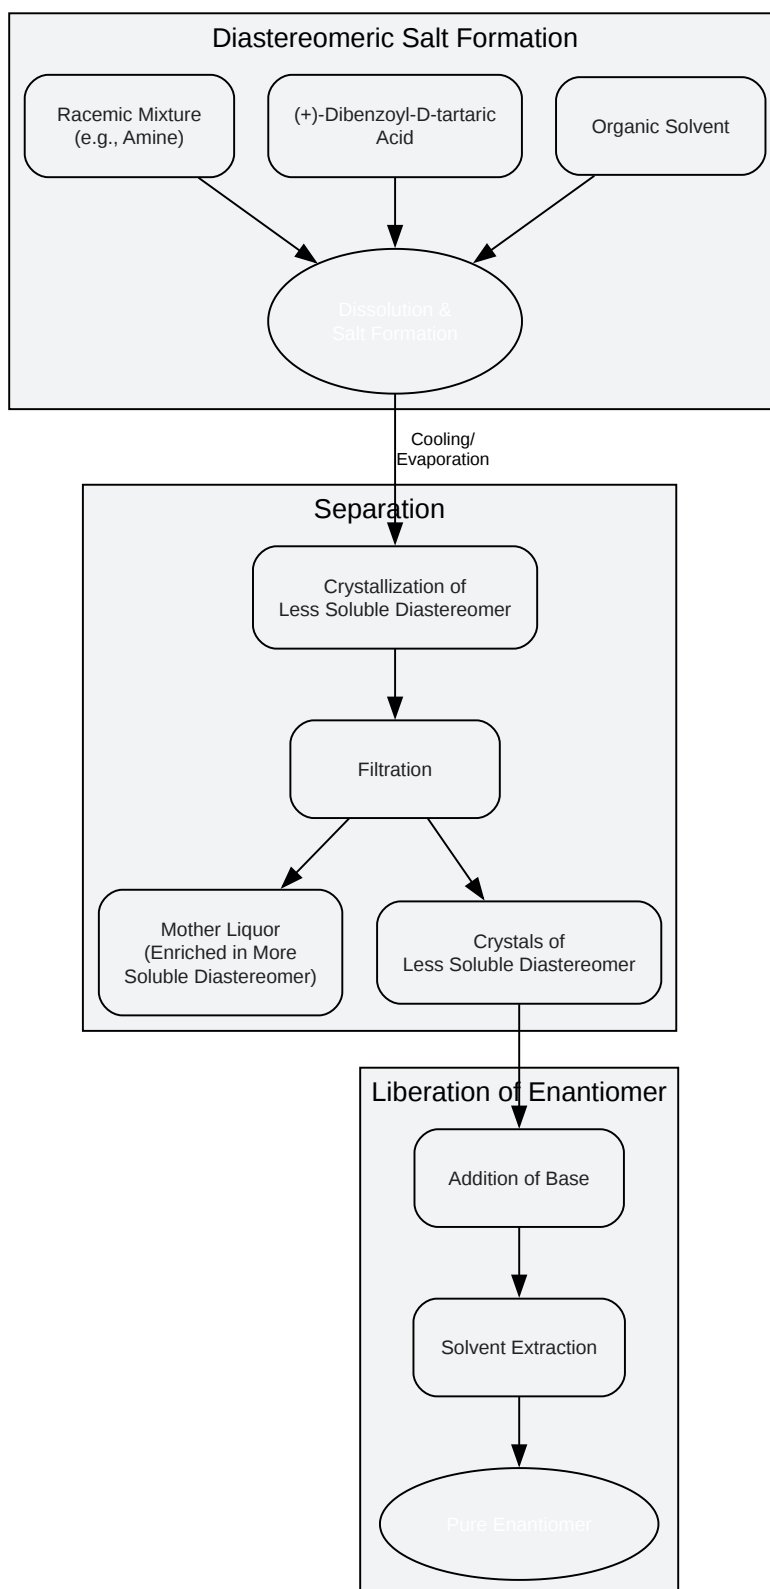 Diastereomeric Salt Formation
Racemic Mixture
(e.g., Amine)
(+)-Dibenzoyl-D-tartaric
Acid
Organic Solvent
Dissolution &
Salt Formation
Cooling/
Evaporation
Separation
Crystallization of
Less Soluble Diastereomer
Filtration
Mother Liquor
(Enriched in More
Soluble Diastereomer)
Crystals of
Less Soluble Diastereomer
Liberation of Enantiomer
Addition of Base
Solvent Extraction
Pure Enantiomer